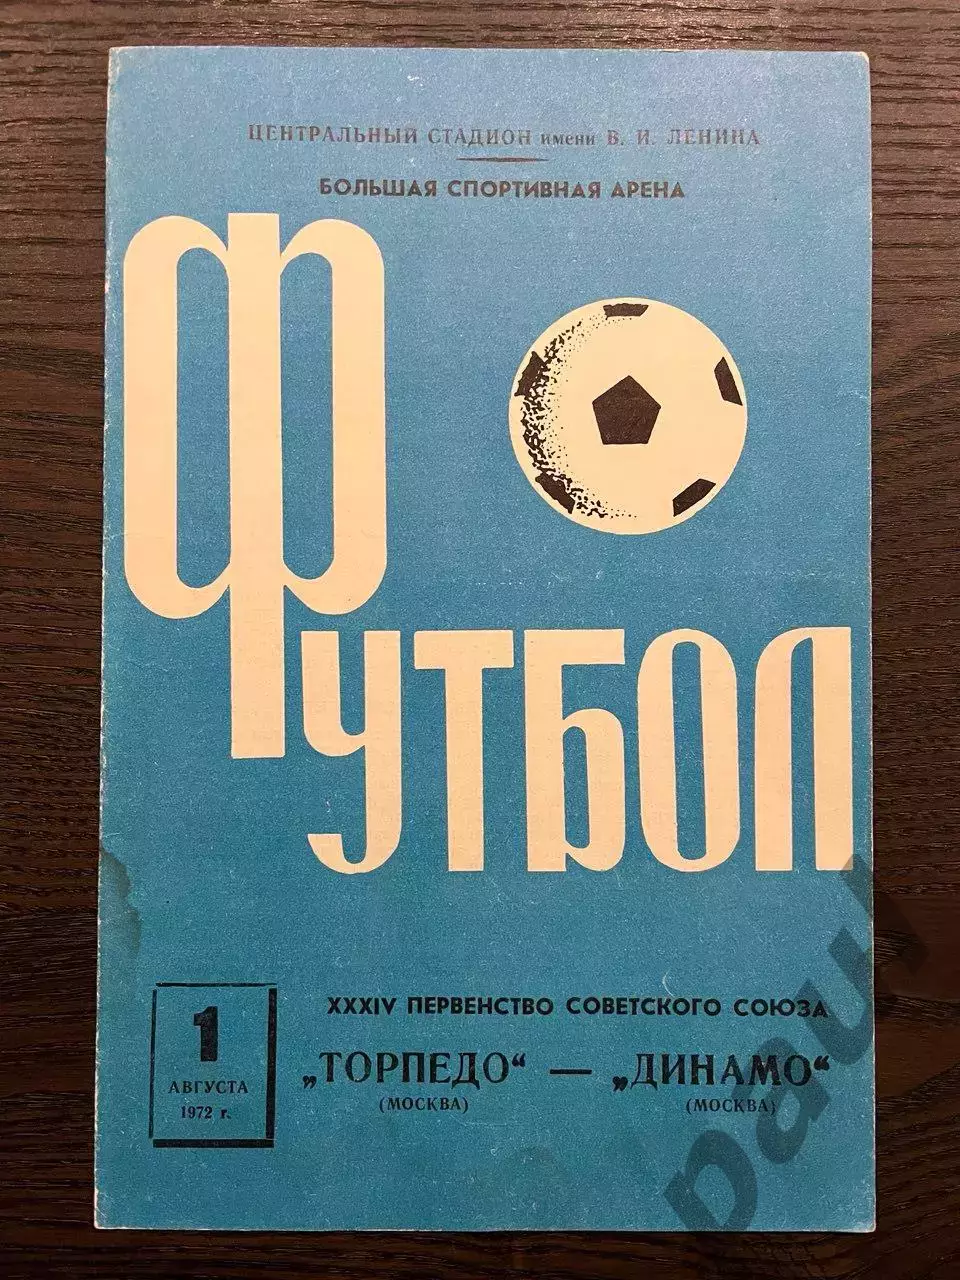 ЦЕНТРАЛЬНЫЙ СТАДИОН имени В. И. ЛЕНИНА
БОЛЬШАЯ СПОРТИВНАЯ АРЕНА
ФУТБОЛ
1
АВГУСТА
1972 г.
XXXIV ПЕРВЕНСТВО СОВЕТСКОГО СОЮЗА
„ТОРПЕДО“ — „ДИНАМО“
(МОСКВА) (МОСКВА)